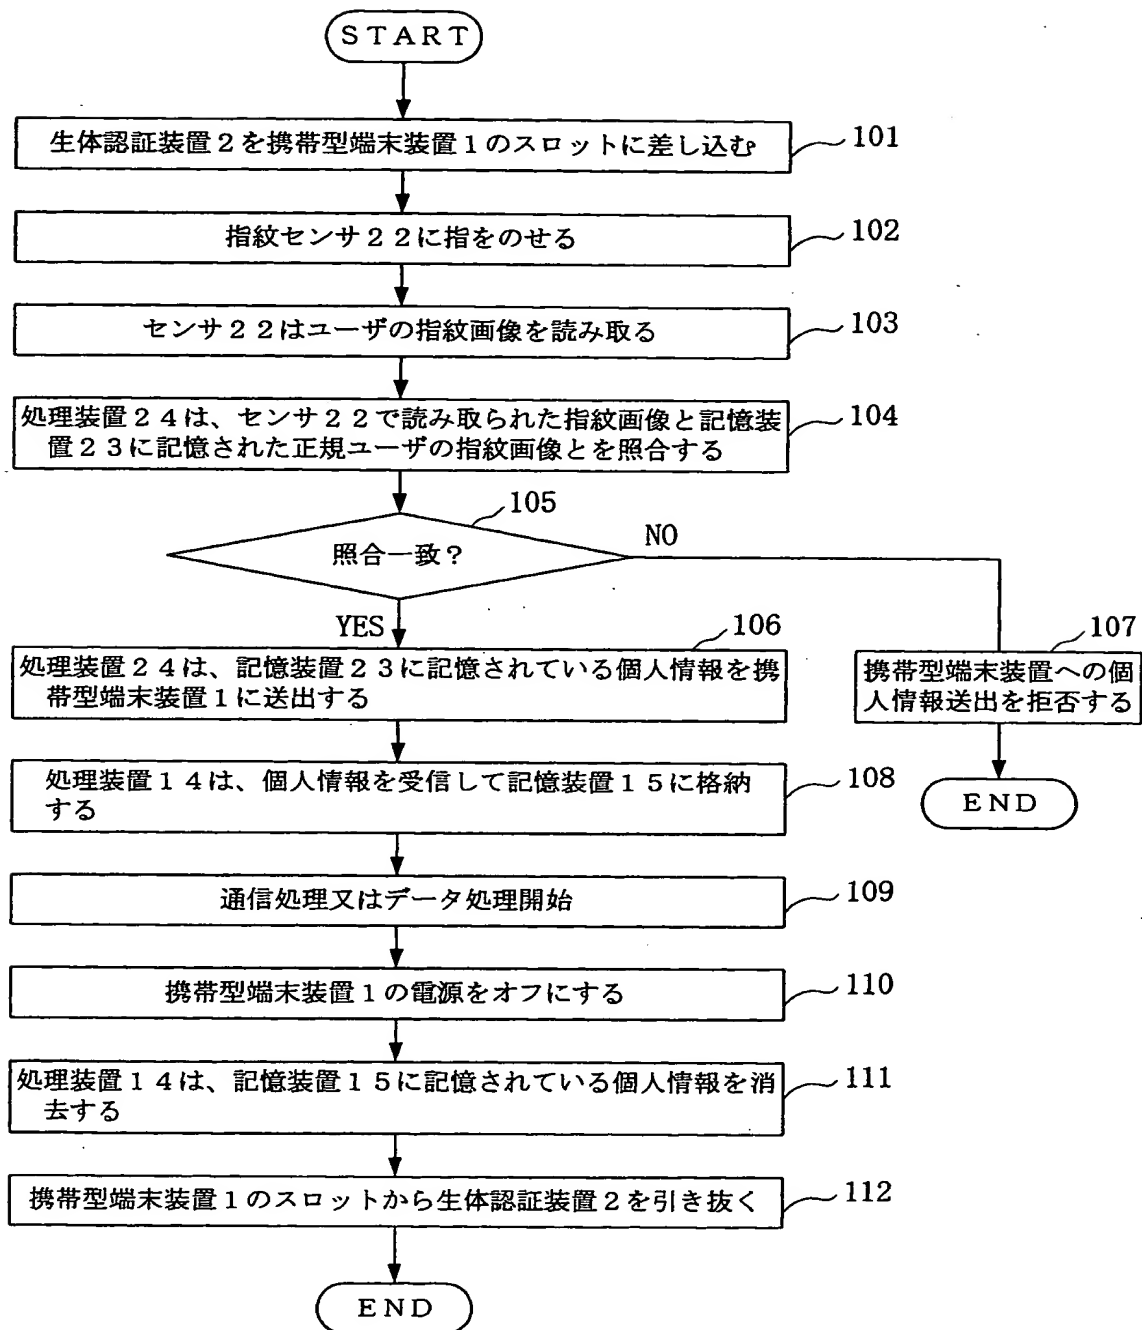 START
生体認証装置2を携帯型端末装置1のスロットに差し込む
101
指紋センサ22に指をのせる
102
センサ22はユーザの指紋画像を読み取る
103
処理装置24は、センサ22で読み取られた指紋画像と記憶装
置23に記憶された正規ユーザの指紋画像とを照合する
104
105
照合一致?
NO
YES
106
処理装置24は、記憶装置23に記憶されている個人情報を携
帯型端末装置1に送出する
107
携帯型端末装置への個
人情報送出を拒否する
処理装置14は、個人情報を受信して記憶装置15に格納
する
108
END
通信処理又はデータ処理開始
109
携帯型端末装置1の電源をオフにする
110
処理装置14は、記憶装置15に記憶されている個人情報を消
去する
111
携帯型端末装置1のスロットから生体認証装置2を引き抜く
112
END